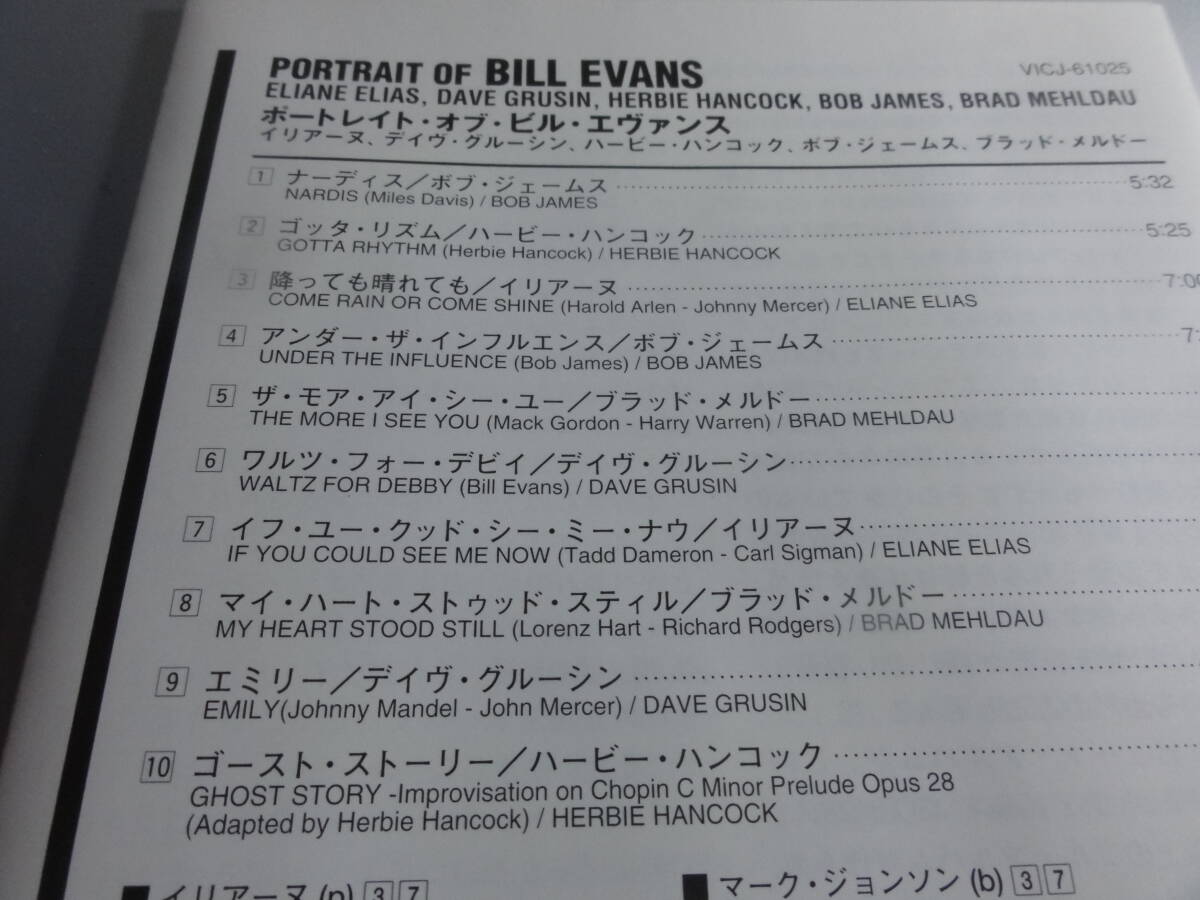 PORTRAIT OF BILL EVANS VICJ-61025
ELIANE ELIAS, DAVE GRUSIN, HERBIE HANCOCK, BOB JAMES, BRAD MEHLDAU
ポートレイト・オブ・ビル・エヴァンス
イリアーヌ、デイヴ・グルーシン、ハービー・ハンコック、ボブ・ジェームス、ブラッド・メルドー
1 ナーディス／ボブ・ジェームス 5:32
NARDIS (Miles Davis) / BOB JAMES
2 ゴッタ・リズム／ハービー・ハンコック 5:25
GOTTA RHYTHM (Herbie Hancock) / HERBIE HANCOCK
3 降っても晴れても／イリアーヌ
COME RAIN OR COME SHINE (Harold Arlen - Johnny Mercer) / ELIANE ELIAS
4 アンダー・ザ・インフルエンス／ボブ・ジェームス
UNDER THE INFLUENCE (Bob James) / BOB JAMES
5 ザ・モア・アイ・シー・ユー／ブラッド・メルドー
THE MORE I SEE YOU (Mack Gordon - Harry Warren) / BRAD MEHLDAU
6 ワルツ・フォー・デビイ／デイヴ・グルーシン
WALTZ FOR DEBBY (Bill Evans) / DAVE GRUSIN
7 イフ・ユー・クッド・シー・ミー・ナウ／イリアーヌ
IF YOU COULD SEE ME NOW (Tadd Dameron - Carl Sigman) / ELIANE ELIAS
8 マイ・ハート・ストゥッド・スティル／ブラッド・メルドー
MY HEART STOOD STILL (Lorenz Hart - Richard Rodgers) / BRAD MEHLDAU
9 エミリー／デイヴ・グルーシン
EMILY(Johnny Mandel - John Mercer) / DAVE GRUSIN
10 ゴースト・ストーリー／ハービー・ハンコック
GHOST STORY -Improvisation on Chopin C Minor Prelude Opus 28
(Adapted by Herbie Hancock) / HERBIE HANCOCK
■イリアーヌ (p) 3 7
■マーク・ジョンソン (b) 3 7